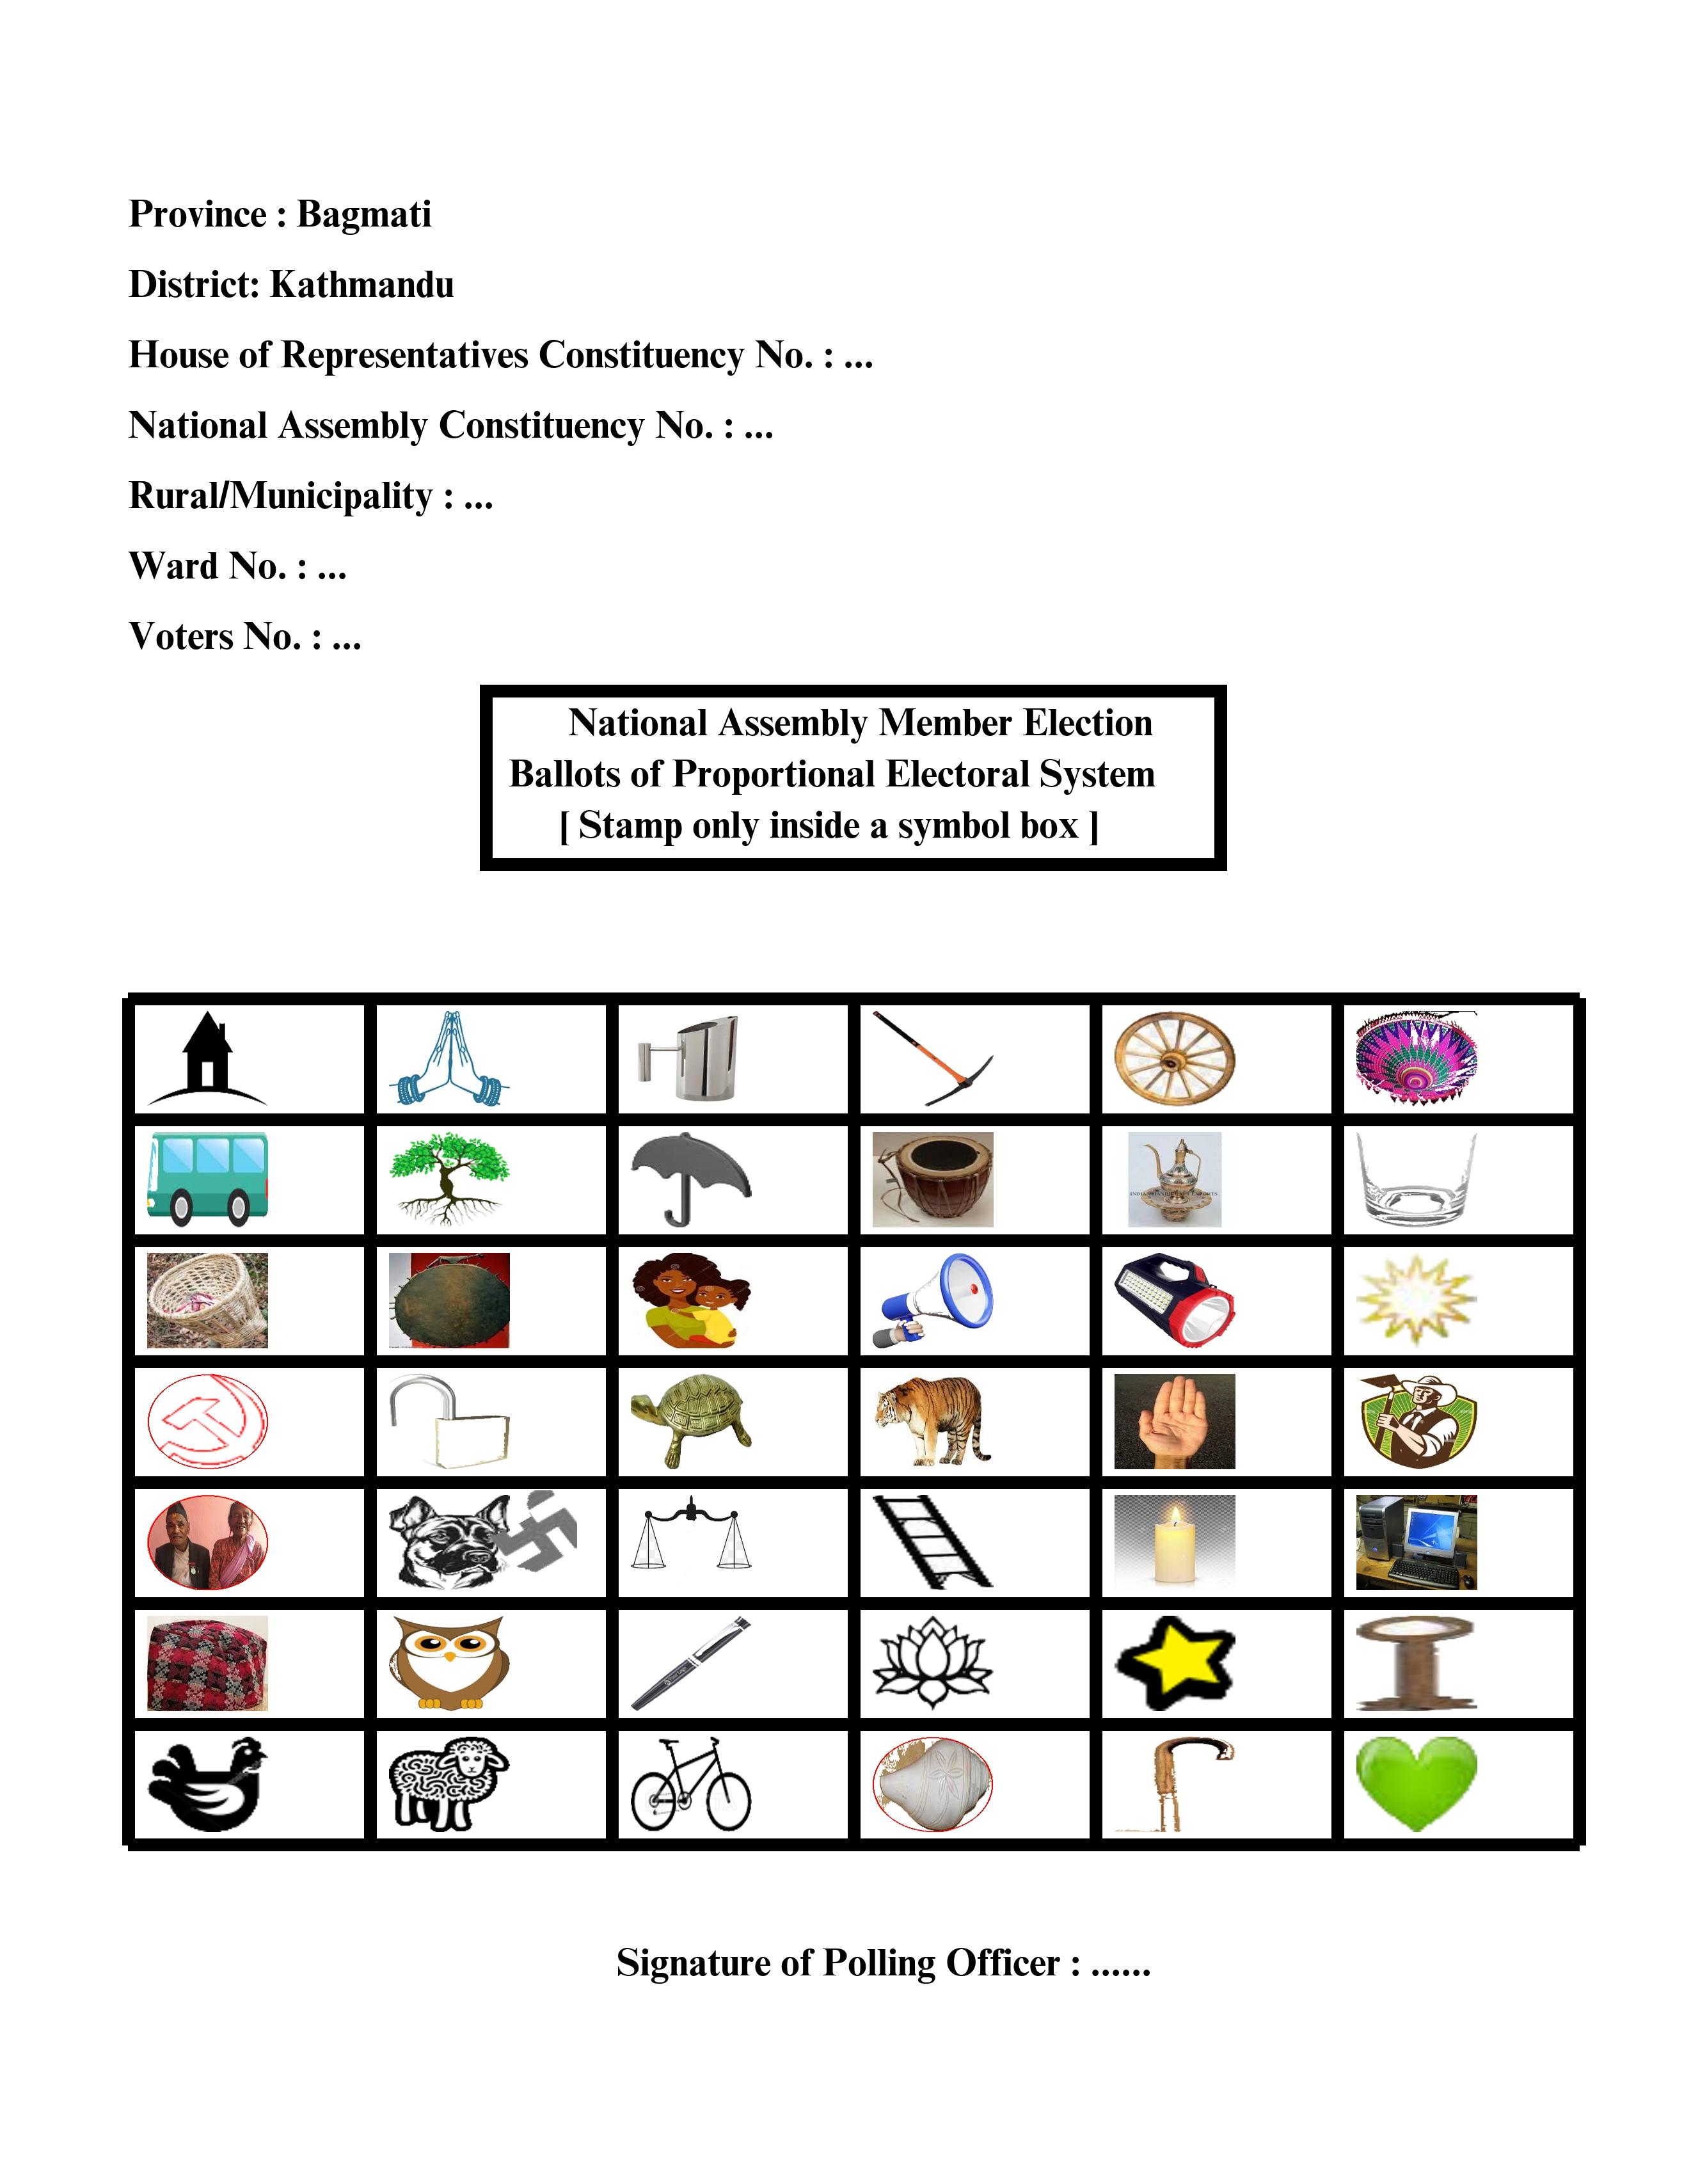 Province : Bagmati
District: Kathmandu
House of Representatives Constituency No. : ...
National Assembly Constituency No. : ...
Rural/Municipality : ...
Ward No. : ...
Voters No. : ...
National Assembly Member Election
Ballots of Proportional Electoral System
[ Stamp only inside a symbol box ]
Signature of Polling Officer : ......